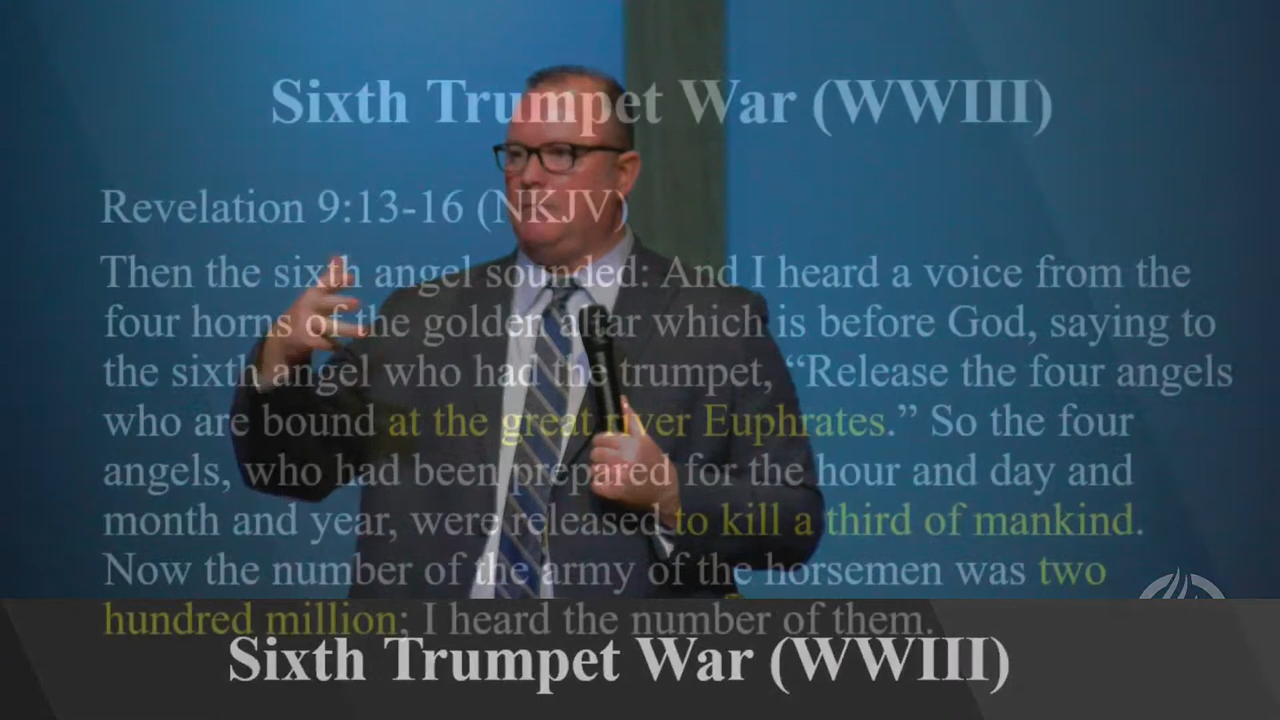 Sixth Trumpet War (WWIII)
Revelation 9:13-16 (NKJV)
Then the sixth angel sounded: And I heard a voice from the
four horns of the golden altar which is before God, saying to
the sixth angel who had the trumpet, “Release the four angels
who are bound at the great river Euphrates.” So the four
angels, who had been prepared for the hour and day and
month and year, were released to kill a third of mankind.
Now the number of the army of the horsemen was two
hundred million; I heard the number of them.
Sixth Trumpet War (WWIII)